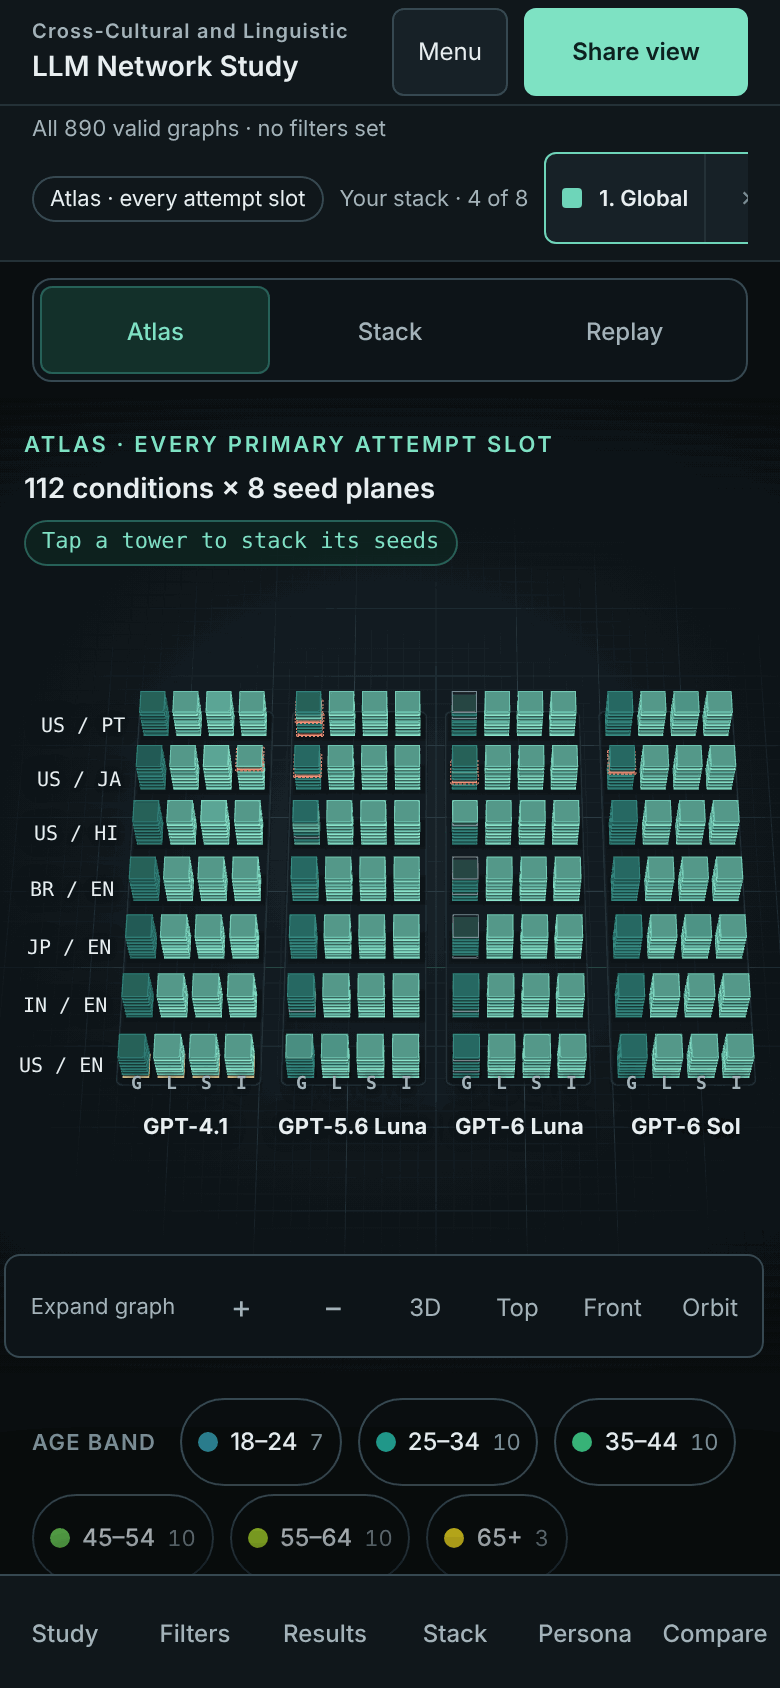 Cross-Cultural and Linguistic
LLM Network Study
Menu
Share view
All 890 valid graphs · no filters set
Atlas · every attempt slot
Your stack · 4 of 8
1. Global
Atlas
Stack
Replay
ATLAS · EVERY PRIMARY ATTEMPT SLOT
112 conditions × 8 seed planes
Tap a tower to stack its seeds
US / PT
US / JA
US / HI
BR / EN
JP / EN
IN / EN
US / EN
G L S I G L S I G L S I G L S I
GPT-4.1 GPT-5.6 Luna GPT-6 Luna GPT-6 Sol
Expand graph + − 3D Top Front Orbit
AGE BAND 18–24 7 25–34 10 35–44 10
45–54 10 55–64 10 65+ 3
Study Filters Results Stack Persona Compare